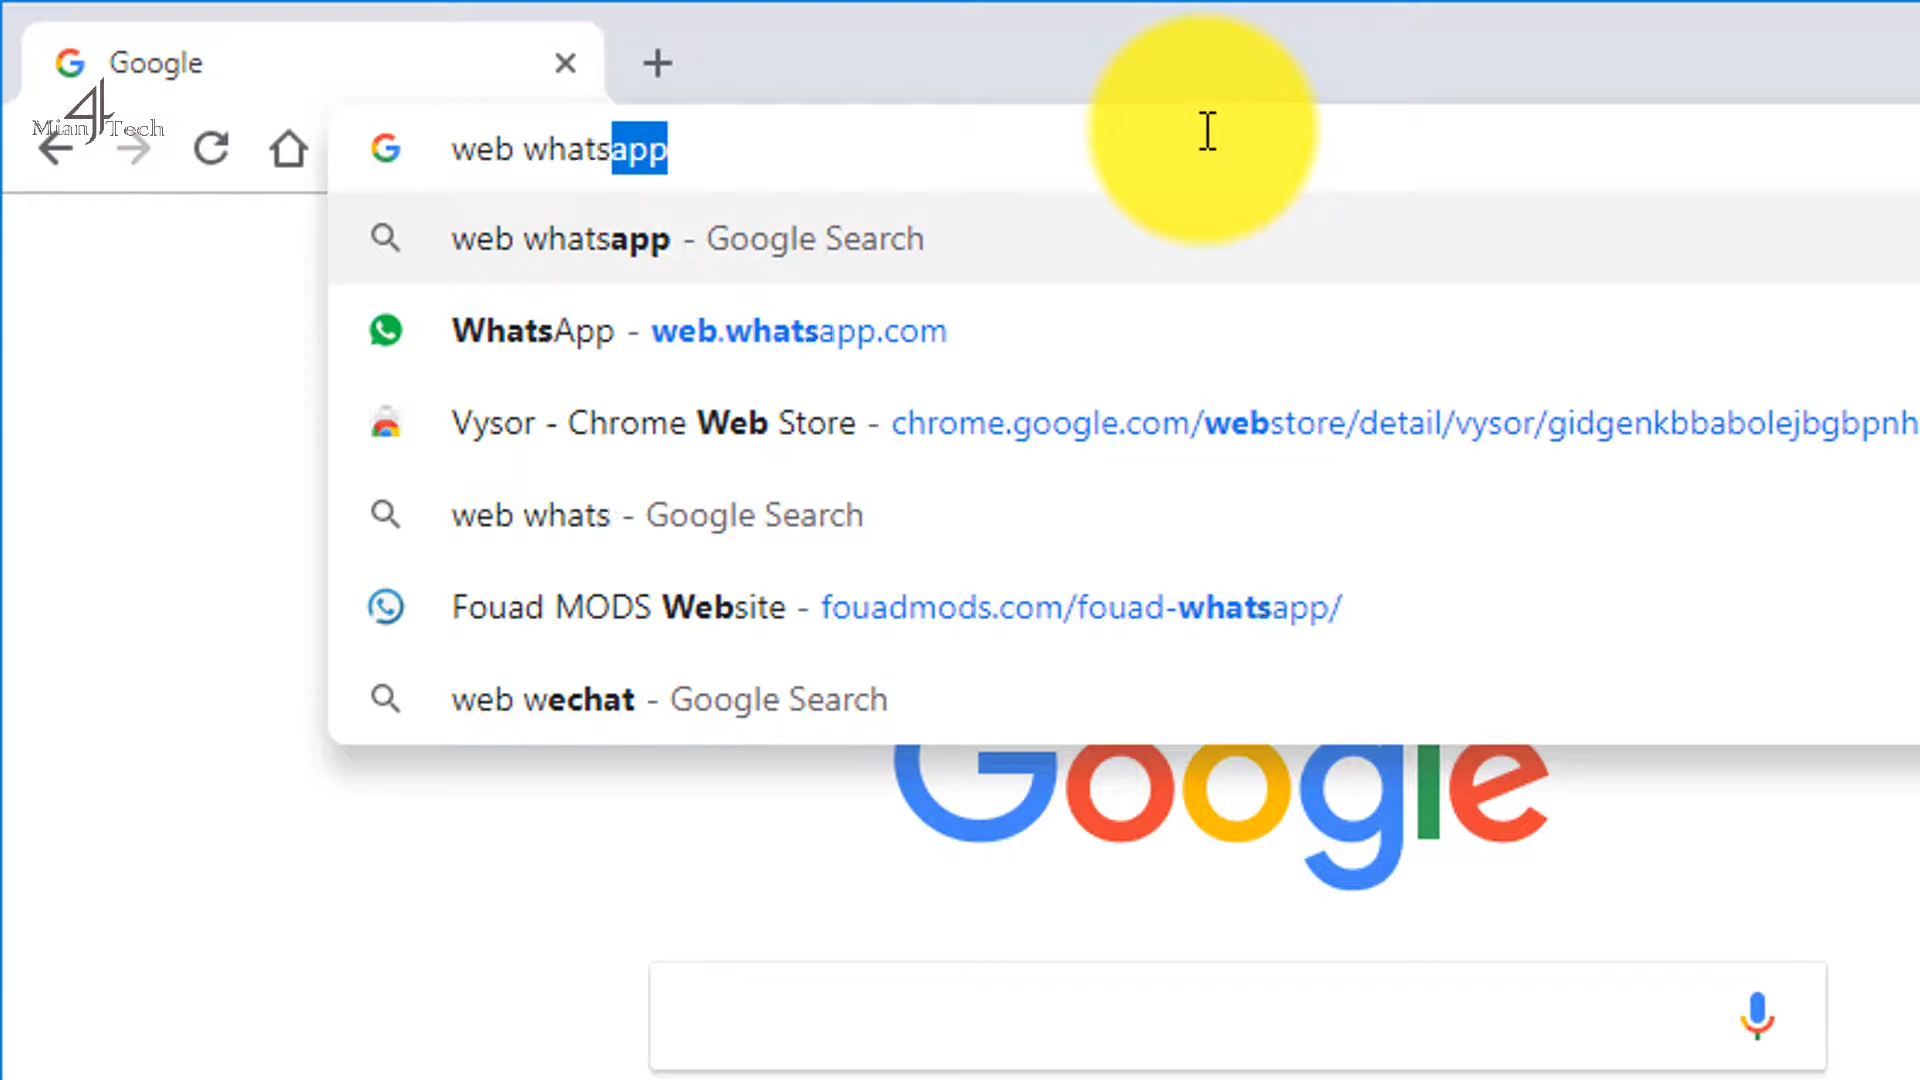 Google
Mian 4 Tech
web whatsapp
web whatsapp - Google Search
WhatsApp - web.whatsapp.com
Vysor - Chrome Web Store - chrome.google.com/webstore/detail/vysor/gidgenkbbabolejbgbpnh
web whats - Google Search
Fouad MODS Website - fouadmods.com/fouad-whatsapp/
web wechat - Google Search
Google